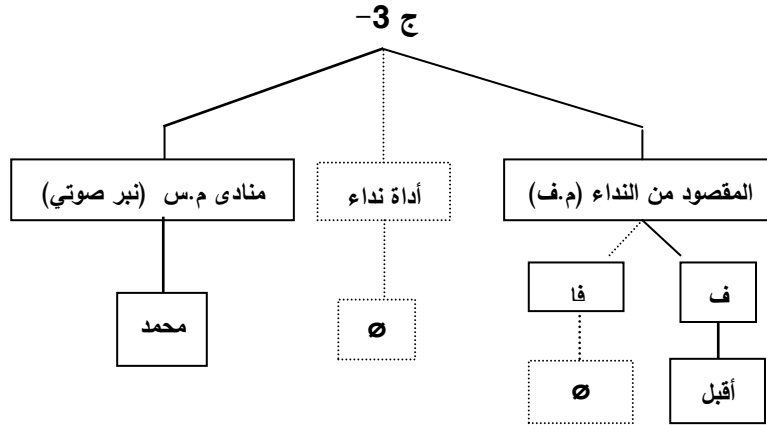 ج 3-
المقصود من النداء (م.ف)
أداة نداء
منادى م.س (نبر صوتي)
ف
فا
Ø
محمد
أقبل
Ø